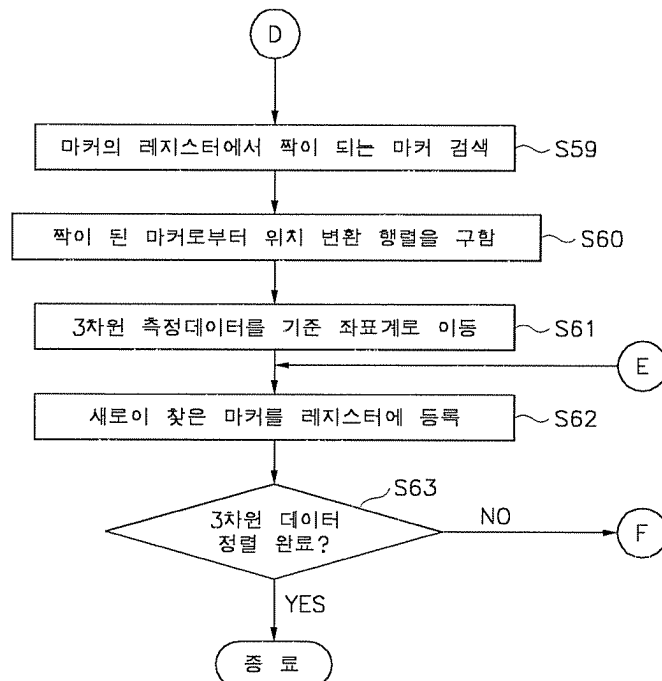 D
마커의 레지스터에서 짝이 되는 마커 검색
S59
짝이 된 마커로부터 위치 변환 행렬을 구함
S60
3차원 측정데이터를 기준 좌표계로 이동
S61
E
새로이 찾은 마커를 레지스터에 등록
S62
S63
3차원 데이터
정렬 완료?
NO
F
YES
종 료